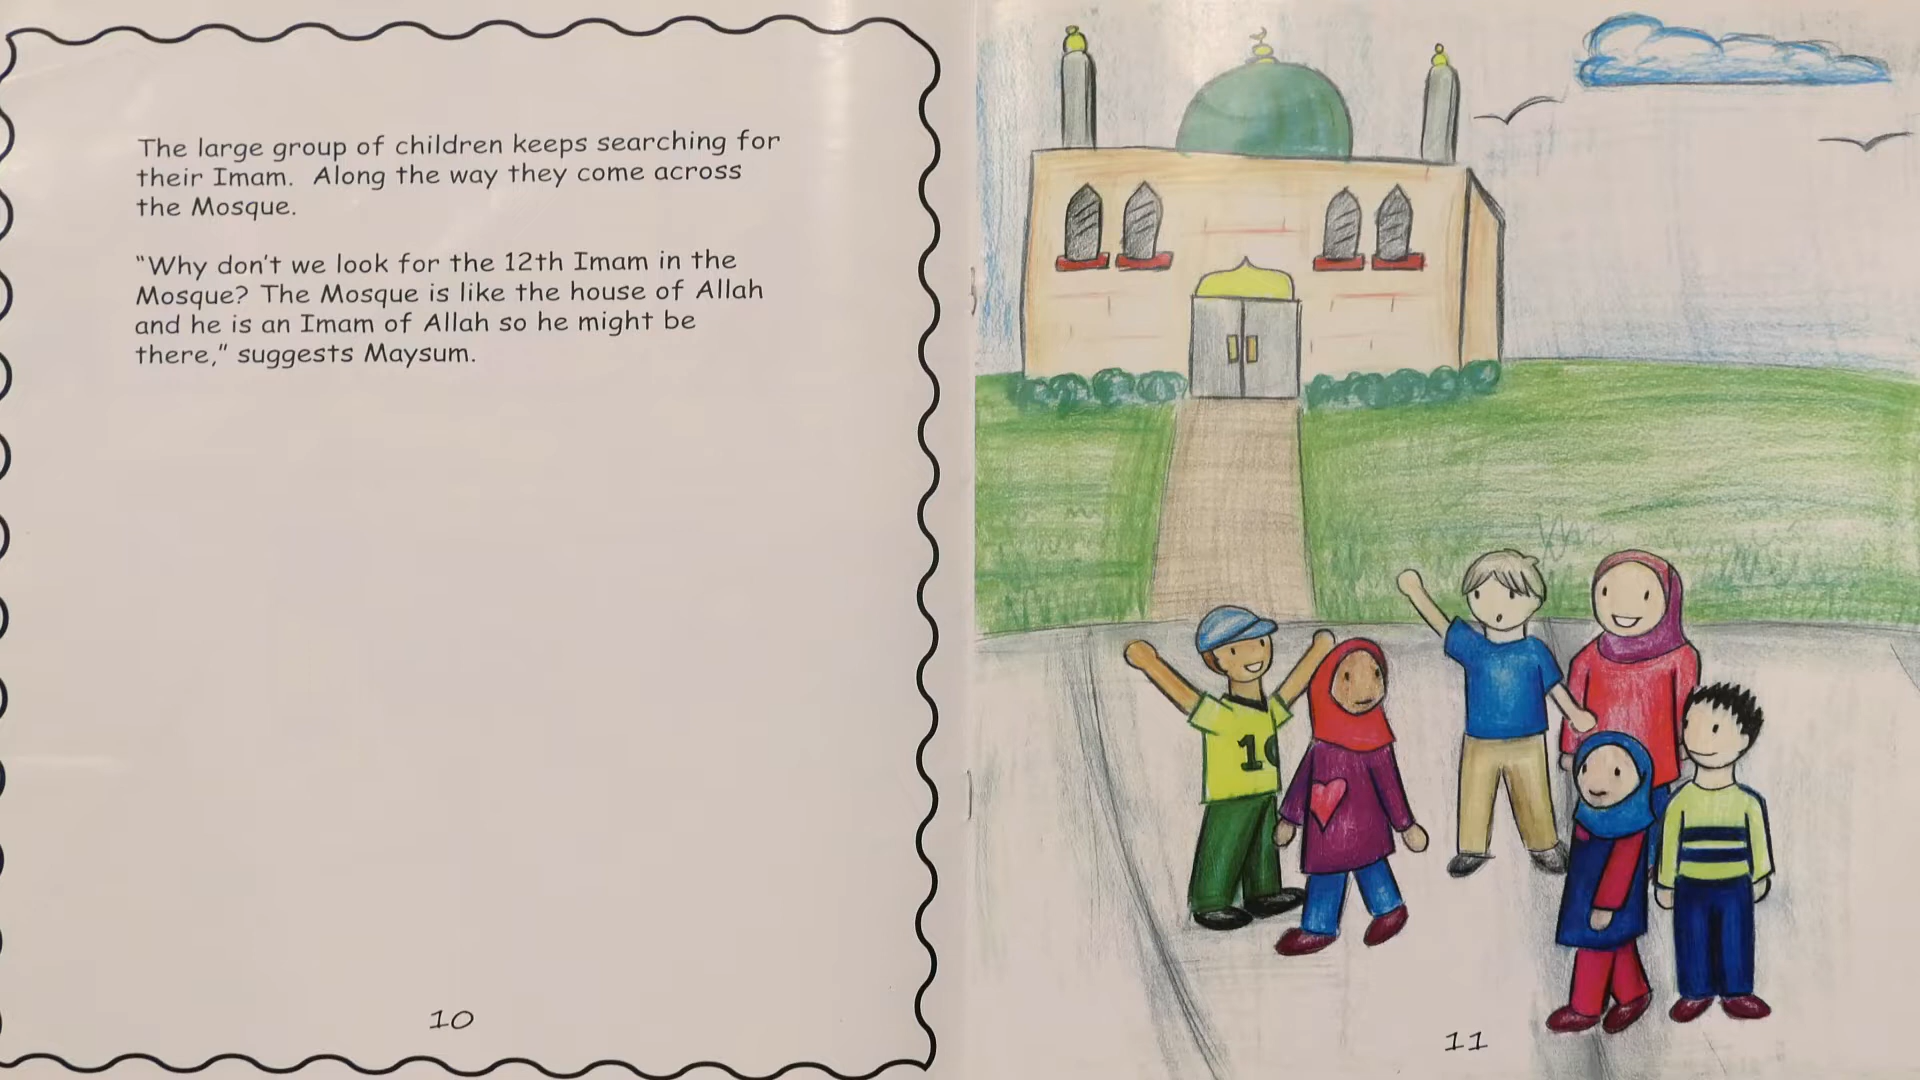 The large group of children keeps searching for
their Imam.  Along the way they come across
the Mosque.
“Why don’t we look for the 12th Imam in the
Mosque? The Mosque is like the house of Allah
and he is an Imam of Allah so he might be
there,” suggests Maysum.
10
10
11